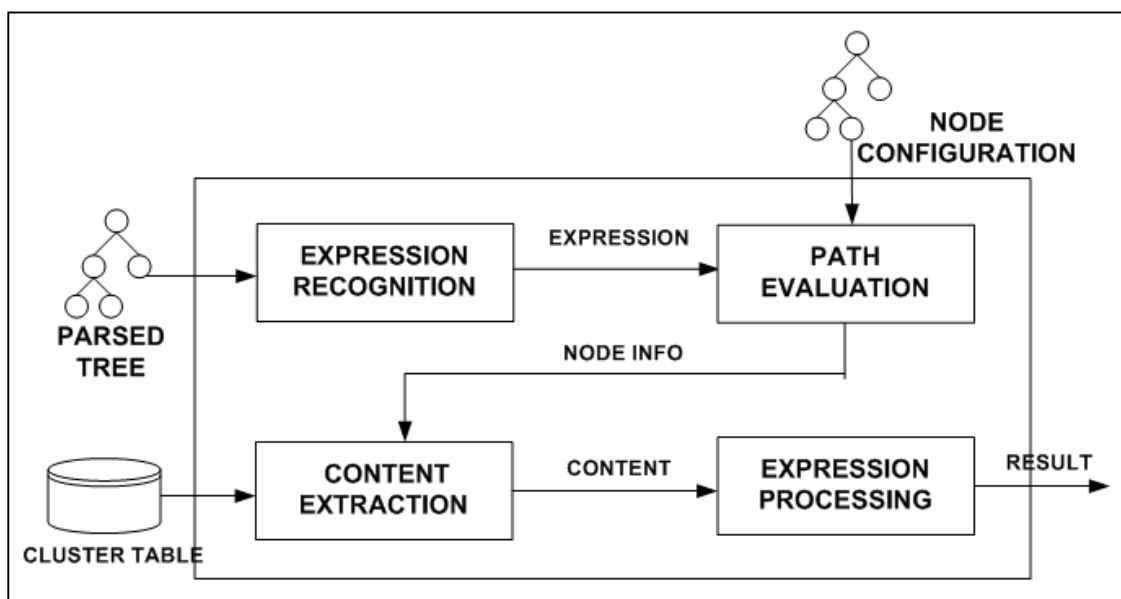 NODE
CONFIGURATION
EXPRESSION
RECOGNITION
EXPRESSION
PATH
EVALUATION
PARSED
TREE
NODE INFO
CONTENT
EXTRACTION
CONTENT
EXPRESSION
PROCESSING
RESULT
CLUSTER TABLE